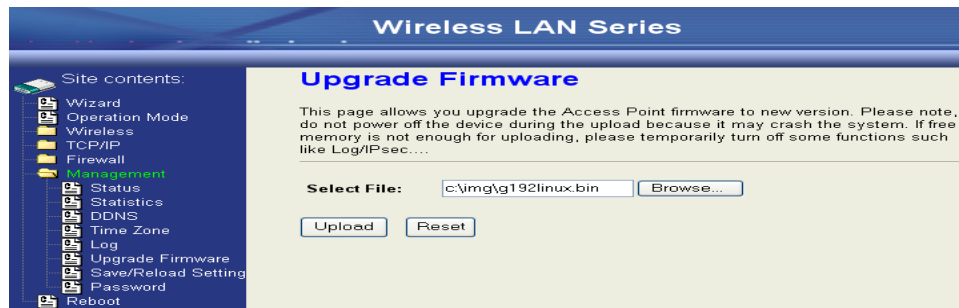 Wireless LAN Series
Site contents:
Wizard
Operation Mode
Wireless
TCP/IP
Firewall
Management
Status
Statistics
DDNS
Time Zone
Log
Upgrade Firmware
Save/Reload Setting
Password
Reboot
Upgrade Firmware
This page allows you upgrade the Access Point firmware to new version. Please note,
do not power off the device during the upload because it may crash the system. If free
memory is not enough for uploading, please temporarily turn off some functions such
like Log/IPsec....
Select File: c:\img\g192linux.bin Browse...
Upload Reset